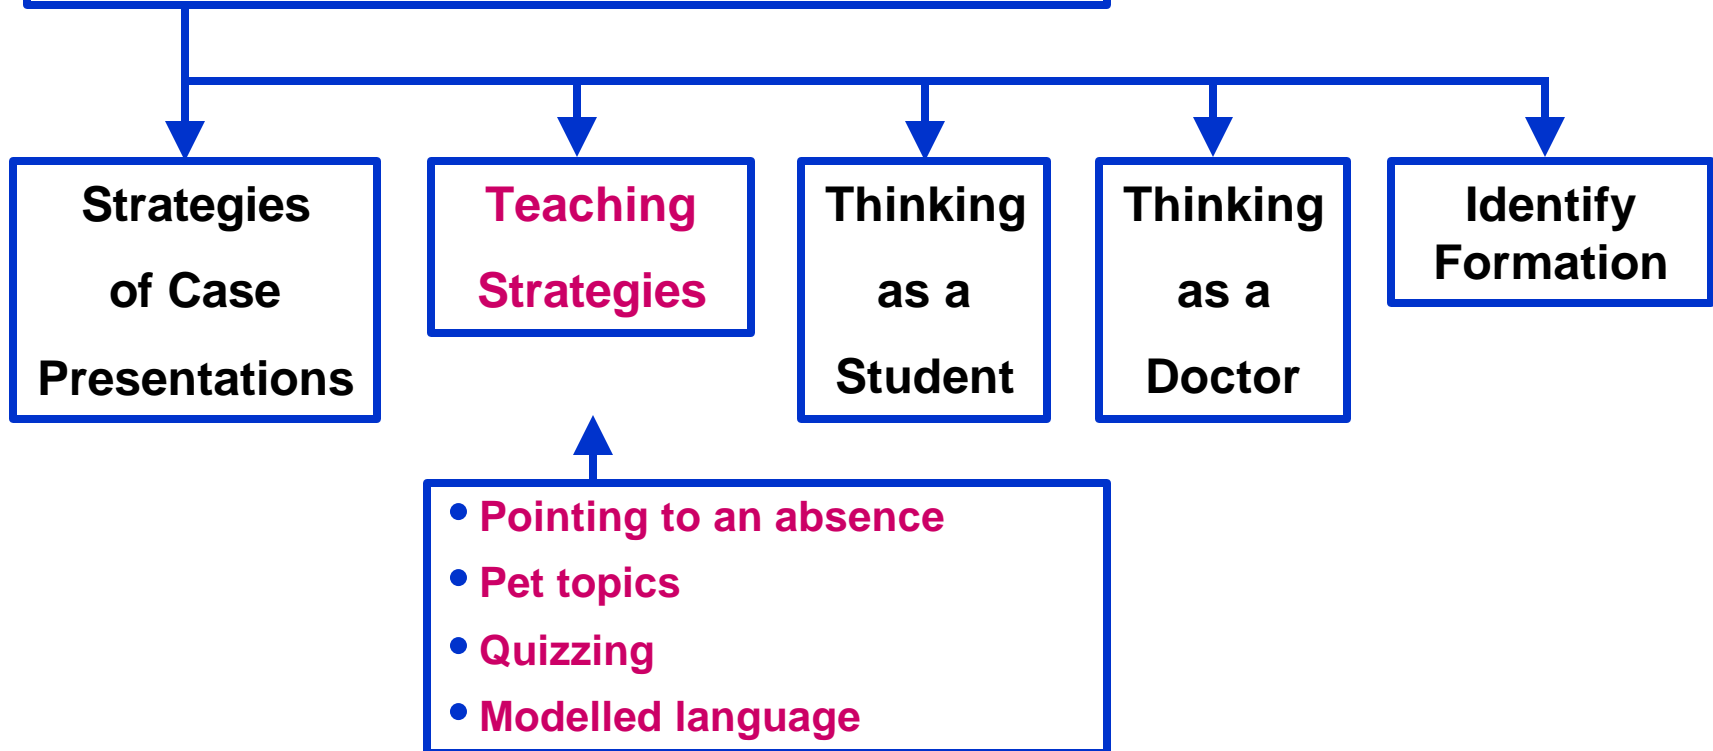 Strategies
of Case
Presentations
Teaching
Strategies
Thinking
as a
Student
Thinking
as a
Doctor
Identify
Formation
• Pointing to an absence
• Pet topics
• Quizzing
• Modelled language